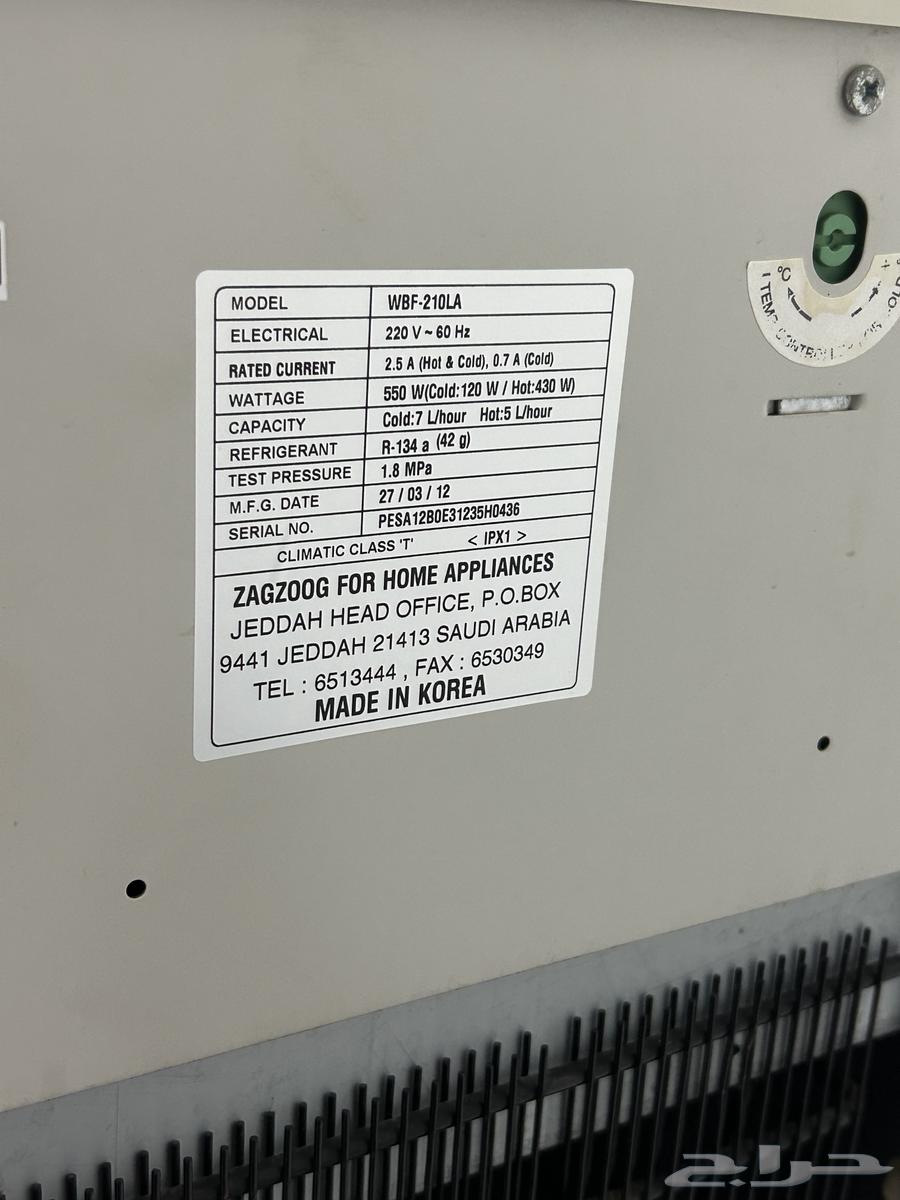 MODEL WBF-210LA
ELECTRICAL 220 V ~ 60 Hz
RATED CURRENT 2.5 A (Hot & Cold), 0.7 A (Cold)
WATTAGE 550 W(Cold:120 W / Hot:430 W)
CAPACITY Cold:7 L/hour Hot:5 L/hour
REFRIGERANT R-134 a (42 g)
TEST PRESSURE 1.8 MPa
M.F.G. DATE 27 / 03 / 12
SERIAL NO. PESA12B0E31235H0436
CLIMATIC CLASS 'T' < IPX1 >
ZAGZOOG FOR HOME APPLIANCES
JEDDAH HEAD OFFICE, P.O.BOX
9441 JEDDAH 21413 SAUDI ARABIA
TEL : 6513444 , FAX : 6530349
MADE IN KOREA
°C
حراج